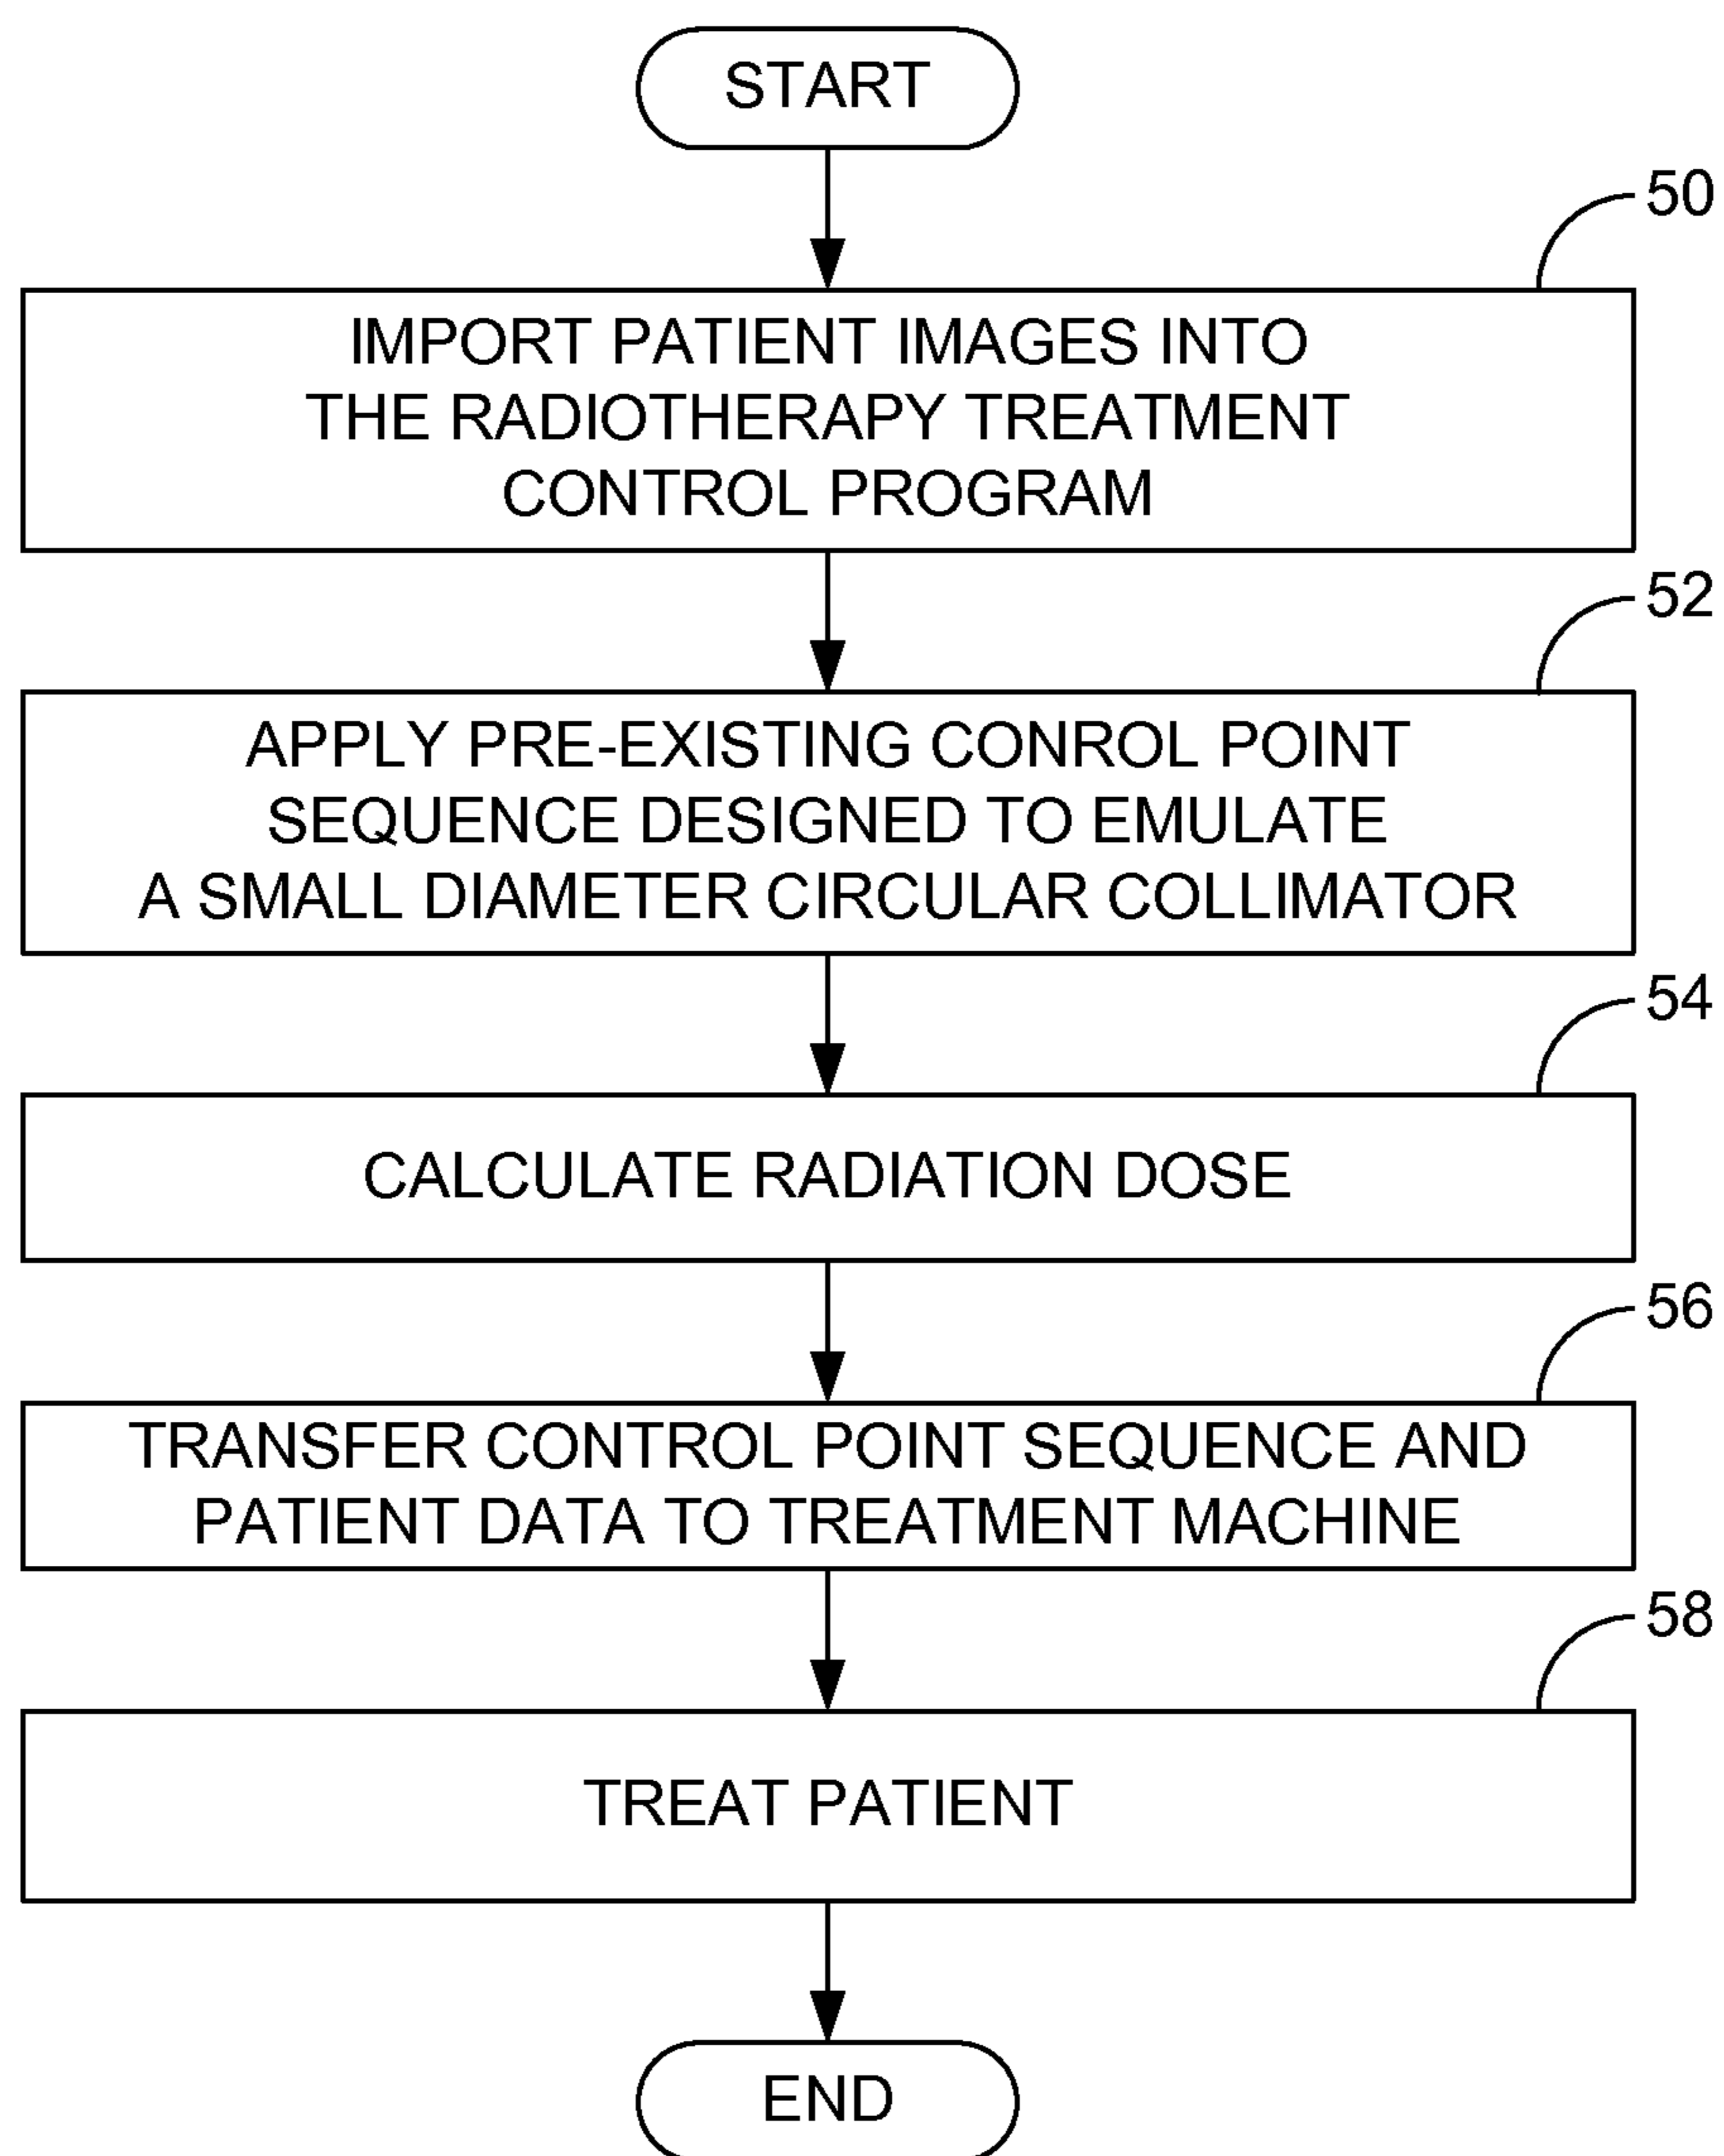 START
50
IMPORT PATIENT IMAGES INTO
THE RADIOTHERAPY TREATMENT
CONTROL PROGRAM
52
APPLY PRE-EXISTING CONROL POINT
SEQUENCE DESIGNED TO EMULATE
A SMALL DIAMETER CIRCULAR COLLIMATOR
54
CALCULATE RADIATION DOSE
56
TRANSFER CONTROL POINT SEQUENCE AND
PATIENT DATA TO TREATMENT MACHINE
58
TREAT PATIENT
END